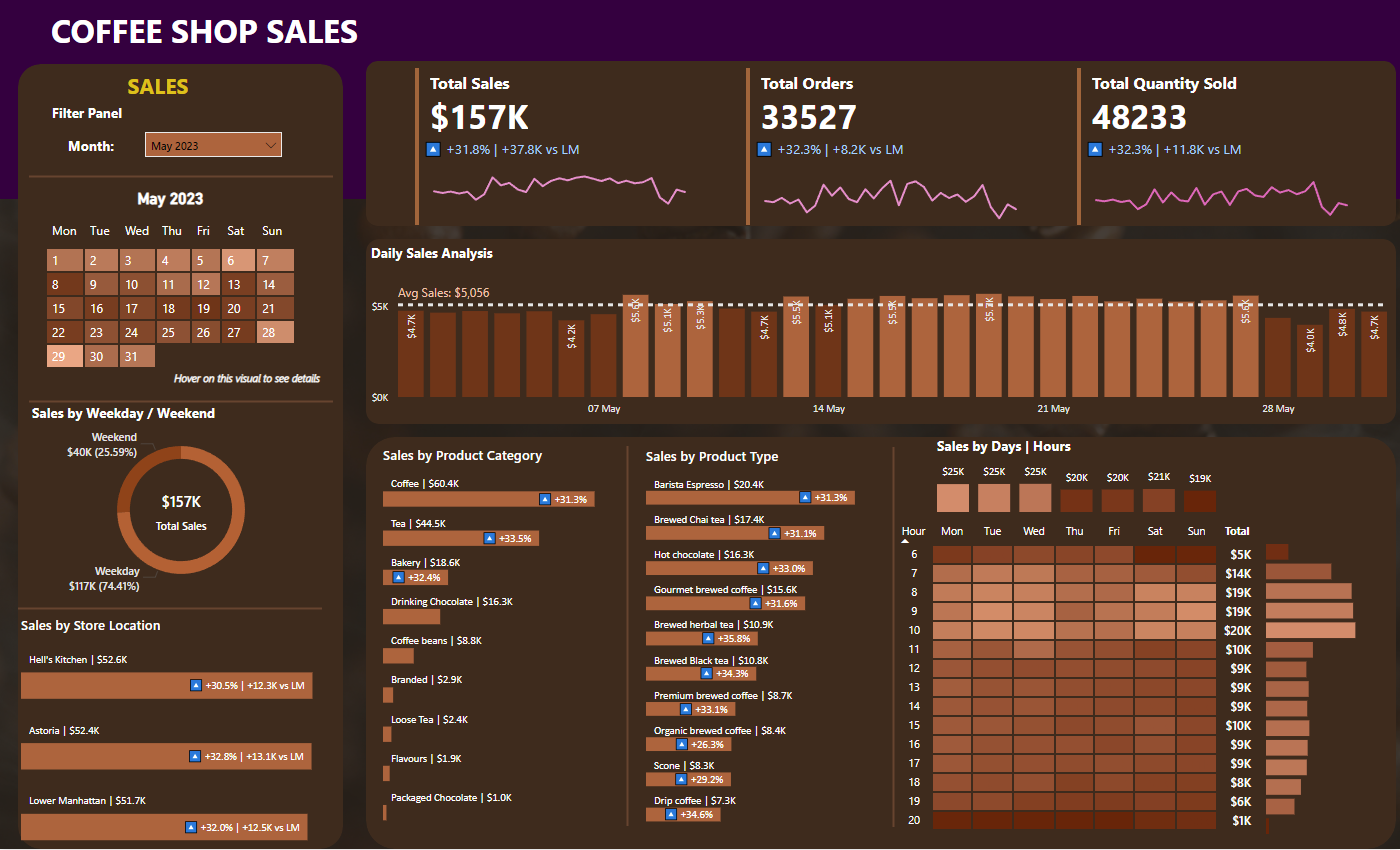 COFFEE SHOP SALES
SALES
Filter Panel
Month: May 2023
May 2023
Mon Tue Wed Thu Fri Sat Sun
1 2 3 4 5 6 7
8 9 10 11 12 13 14
15 16 17 18 19 20 21
22 23 24 25 26 27 28
29 30 31
Hover on this visual to see details
Sales by Weekday / Weekend
Weekend
$40K (25.59%)
$157K
Total Sales
Weekday
$117K (74.41%)
Sales by Store Location
Hell's Kitchen | $52.6K
+30.5% | +12.3K vs LM
Astoria | $52.4K
+32.8% | +13.1K vs LM
Lower Manhattan | $51.7K
+32.0% | +12.5K vs LM
Total Sales
$157K
+31.8% | +37.8K vs LM
Total Orders
33527
+32.3% | +8.2K vs LM
Total Quantity Sold
48233
+32.3% | +11.8K vs LM
Daily Sales Analysis
Avg Sales: $5,056
$5K
$0K
$4.7K $4.2K $5.1K $5.3K $4.7K $5.1K $5.7K $4.0K $4.8K $4.7K
07 May 14 May 21 May 28 May
Sales by Product Category
Coffee | $60.4K
+31.3%
Tea | $44.5K
+33.5%
Bakery | $18.6K
+32.4%
Drinking Chocolate | $16.3K
Coffee beans | $8.8K
Branded | $2.9K
Loose Tea | $2.4K
Flavours | $1.9K
Packaged Chocolate | $1.0K
Sales by Product Type
Barista Espresso | $20.4K
+31.3%
Brewed Chai tea | $17.4K
+31.1%
Hot chocolate | $16.3K
+33.0%
Gourmet brewed coffee | $15.6K
+31.6%
Brewed herbal tea | $10.9K
+35.8%
Brewed Black tea | $10.8K
+34.3%
Premium brewed coffee | $8.7K
+33.1%
Organic brewed coffee | $8.4K
+26.3%
Scone | $8.3K
+29.2%
Drip coffee | $7.3K
+34.6%
Sales by Days | Hours
$25K $25K $25K $20K $20K $21K $19K
Hour Mon Tue Wed Thu Fri Sat Sun Total
6 $5K
7 $14K
8 $19K
9 $19K
10 $20K
11 $10K
12 $9K
13 $9K
14 $9K
15 $10K
16 $9K
17 $9K
18 $8K
19 $6K
20 $1K